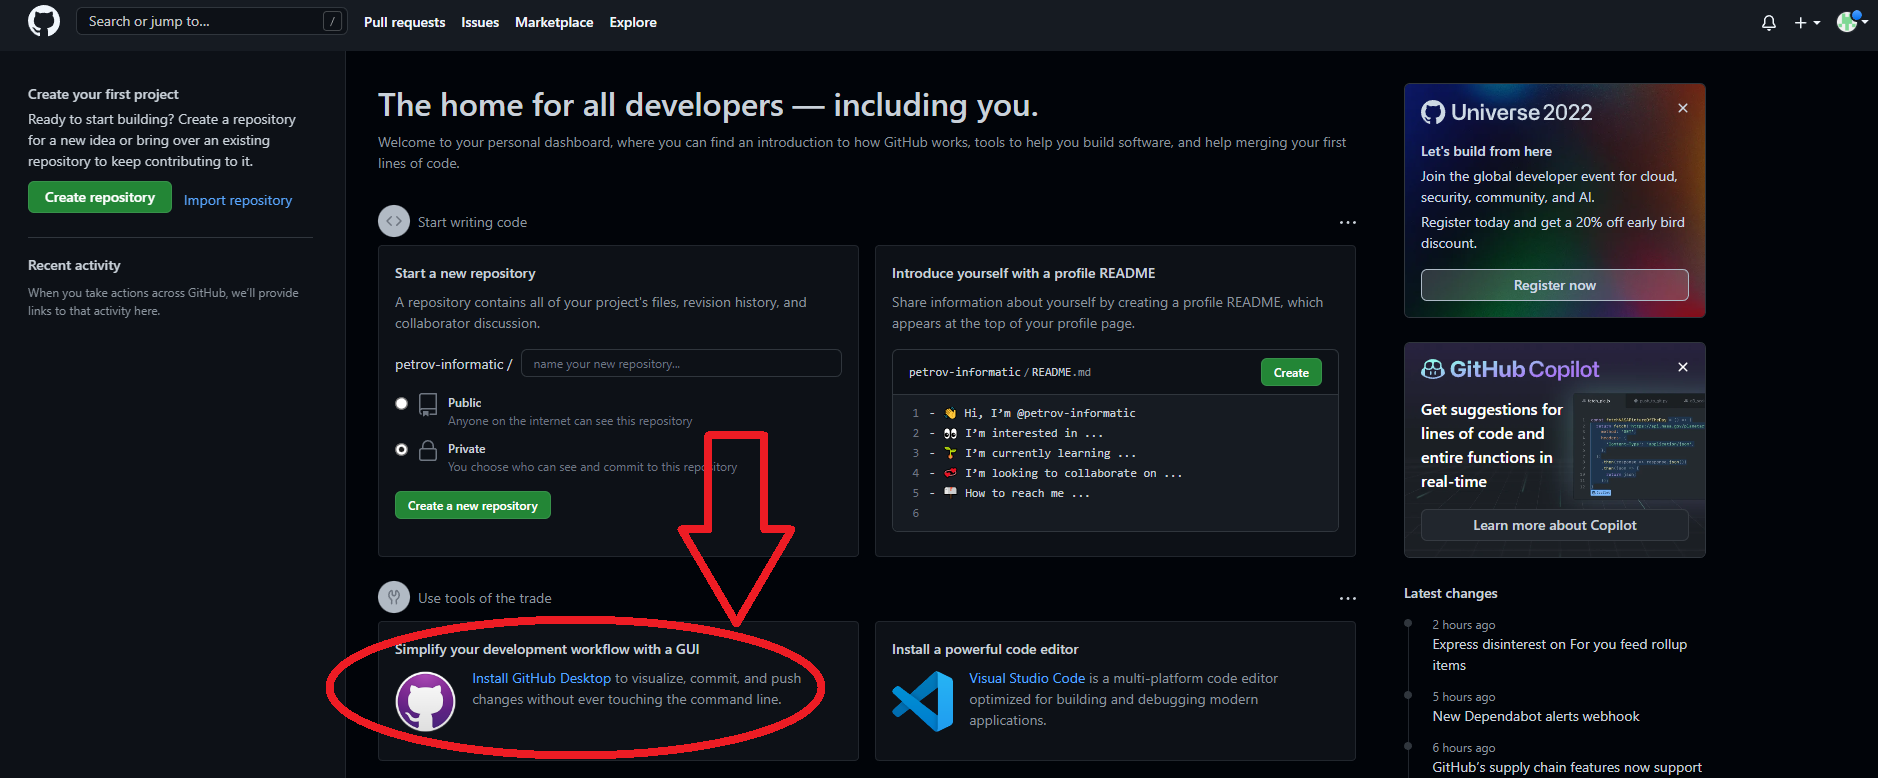 Search or jump to...
/
Pull requests
Issues
Marketplace
Explore
Create your first project
Ready to start building? Create a repository
for a new idea or bring over an existing
repository to keep contributing to it.
Create repository
Import repository
Recent activity
When you take actions across GitHub, we’ll provide
links to that activity here.
The home for all developers — including you.
Welcome to your personal dashboard, where you can find an introduction to how GitHub works, tools to help you build software, and help merging your first
lines of code.
Start writing code
Start a new repository
A repository contains all of your project's files, revision history, and
collaborator discussion.
petrov-informatic /
name your new repository...
Public
Anyone on the internet can see this repository
Private
You choose who can see and commit to this repository
Create a new repository
Introduce yourself with a profile README
Share information about yourself by creating a profile README, which
appears at the top of your profile page.
petrov-informatic / README.md
Create
1 - 👋 Hi, I’m @petrov-informatic
2 - 👀 I’m interested in ...
3 - 🌱 I’m currently learning ...
4 - 💞️ I’m looking to collaborate on ...
5 - 📫 How to reach me ...
6
Use tools of the trade
Simplify your development workflow with a GUI
Install GitHub Desktop to visualize, commit, and push
changes without ever touching the command line.
Install a powerful code editor
Visual Studio Code is a multi-platform code editor
optimized for building and debugging modern
applications.
Universe 2022
Let's build from here
Join the global developer event for cloud,
security, community, and AI.
Register today and get a 20% off early bird
discount.
Register now
GitHub Copilot
Get suggestions for
lines of code and
entire functions in
real-time
Learn more about Copilot
Latest changes
2 hours ago
Express disinterest on For you feed rollup
items
5 hours ago
New Dependabot alerts webhook
6 hours ago
GitHub’s supply chain features now support